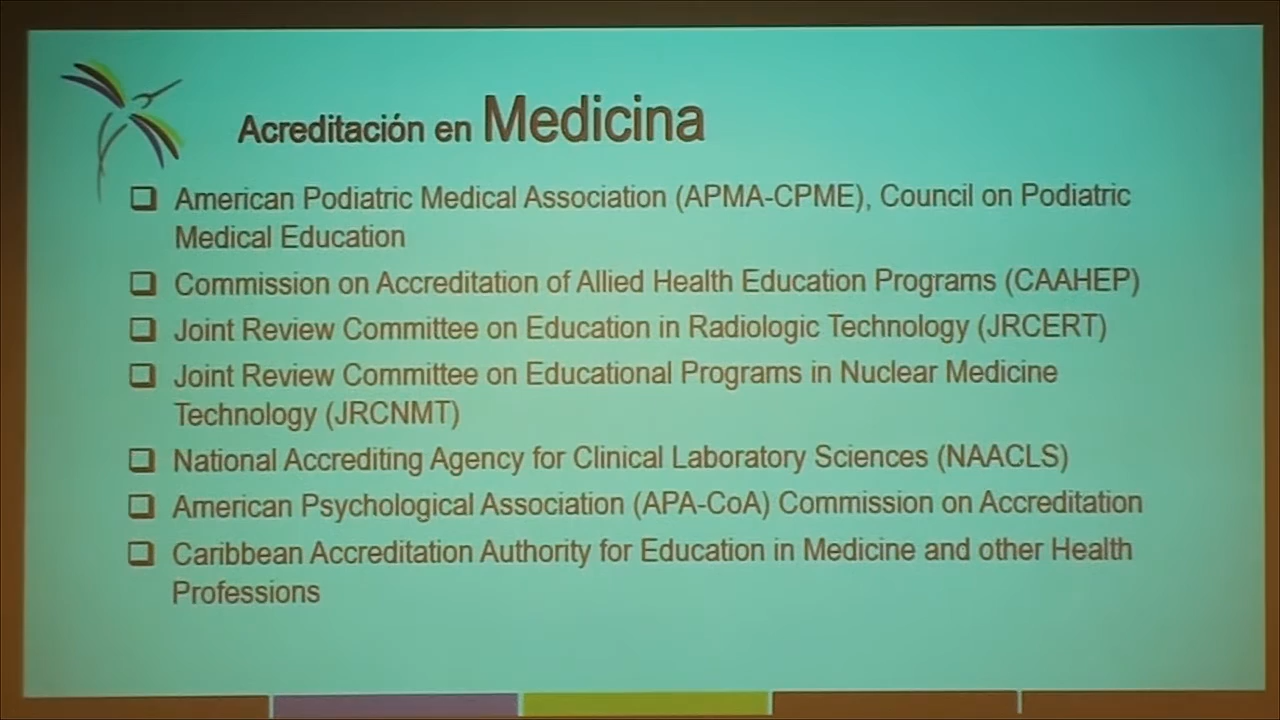 Acreditación en Medicina
American Podiatric Medical Association (APMA-CPME), Council on Podiatric
Medical Education
Commission on Accreditation of Allied Health Education Programs (CAAHEP)
Joint Review Committee on Education in Radiologic Technology (JRCERT)
Joint Review Committee on Educational Programs in Nuclear Medicine
Technology (JRCNMT)
National Accrediting Agency for Clinical Laboratory Sciences (NAACLS)
American Psychological Association (APA-CoA) Commission on Accreditation
Caribbean Accreditation Authority for Education in Medicine and other Health
Professions